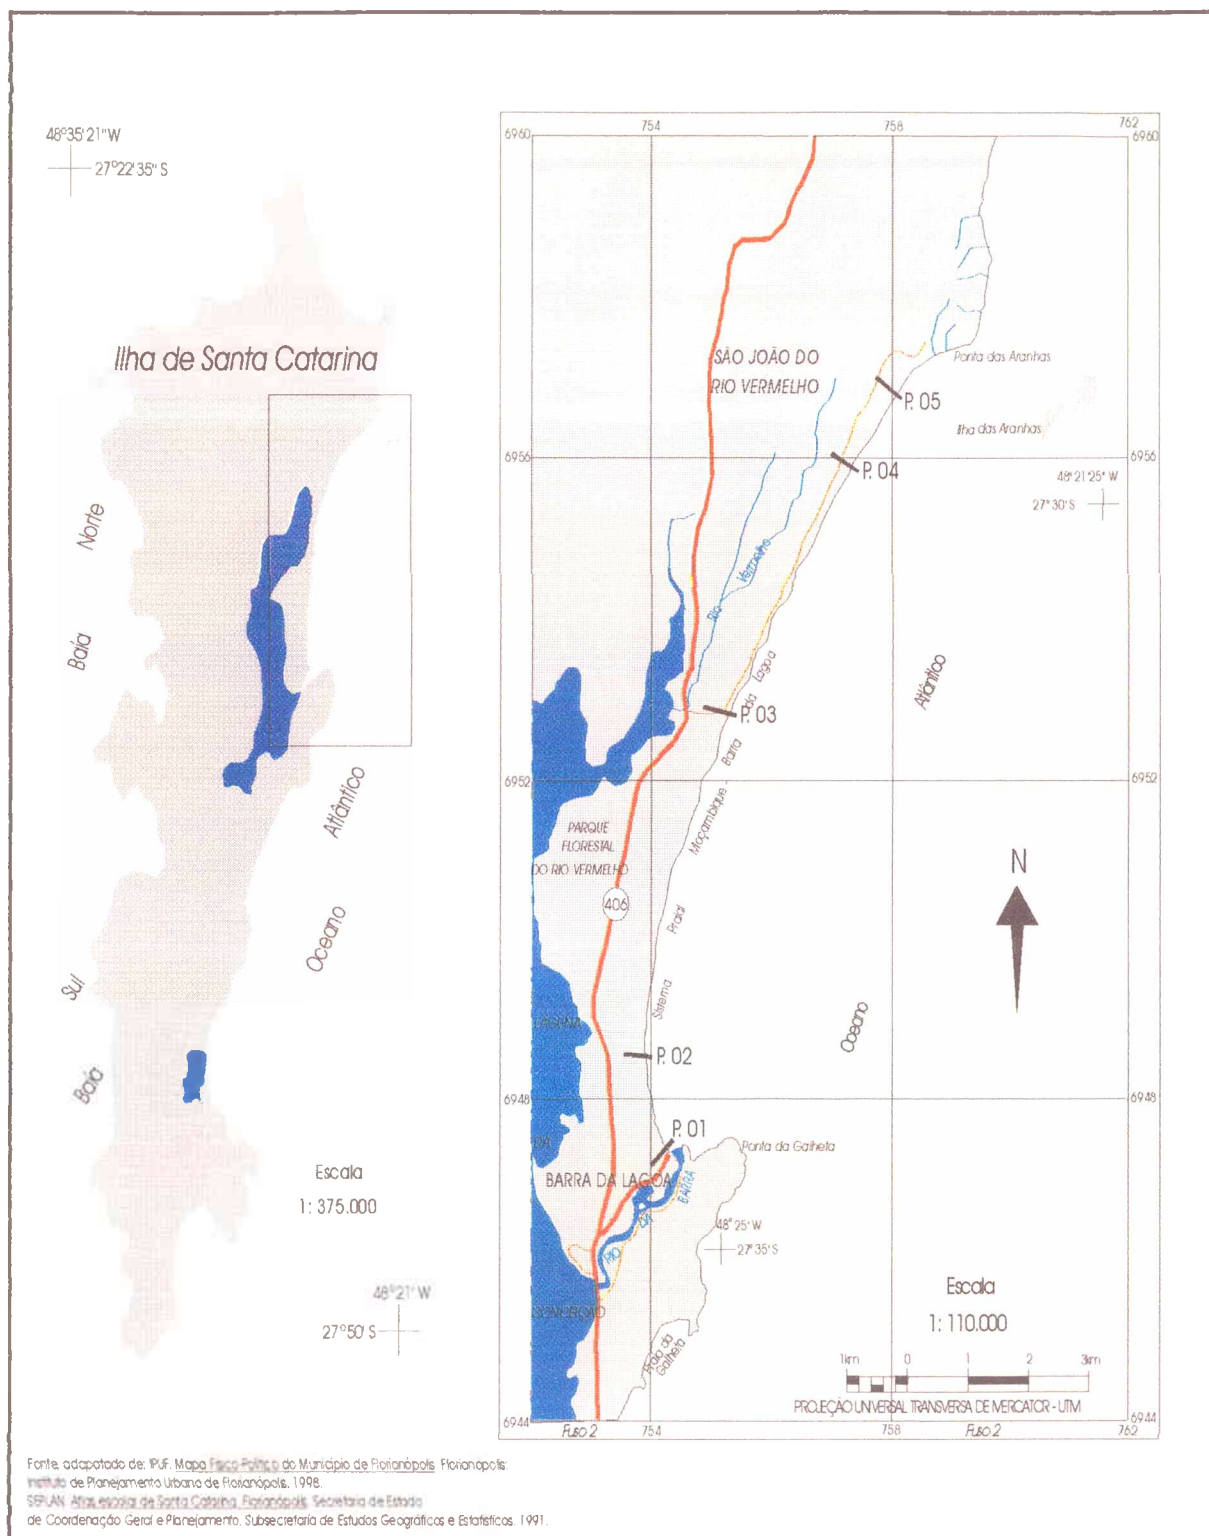 48°35'21"W
27°22'35" S
Ilha de Santa Catarina
Norte
Baía
Sul
Baía
Atlântico
Oceano
Escala
1: 375.000
48°21' W
27°50' S
754
758
762
6960
6960
SÃO JOÃO DO
RIO VERMELHO
Ponta das Aranhas
P. 05
Ilha das Aranhas
P. 04
6956
6956
48° 21' 25" W
27° 30' S
Rio Vermelho
Atlântico
P. 03
Sistema Praial Moçambique - Barra da Lagoa
6952
6952
PARQUE
FLORESTAL
DO RIO VERMELHO
406
N
LAGUNA
Oceano
P. 02
6948
6948
P. 01
DA
Ponta da Galheta
BARRA DA LAGOA
RIO DA BARRA
48° 25' W
27° 35' S
CONCEIÇÃO
Praia da
Galheta
Escala
1: 110.000
1km 0 1 2 3km
PROJEÇÃO UNIVERSAL TRANSVERSA DE MERCATOR - UTM
6944
6944
Fuso 2
754
758
Fuso 2
Fonte, adapatado de: IPUF. Mapa Físico-Político do Município de Florianópolis. Florianópolis:
Instituto de Planejamento Urbano de Florianópolis. 1998.
SEPLAN. Atlas escolar de Santa Catarina. Florianópolis. Secretaria de Estado
de Coordenação Geral e Planejamento. Subsecretaria de Estudos Geográficos e Estatísticos. 1991.